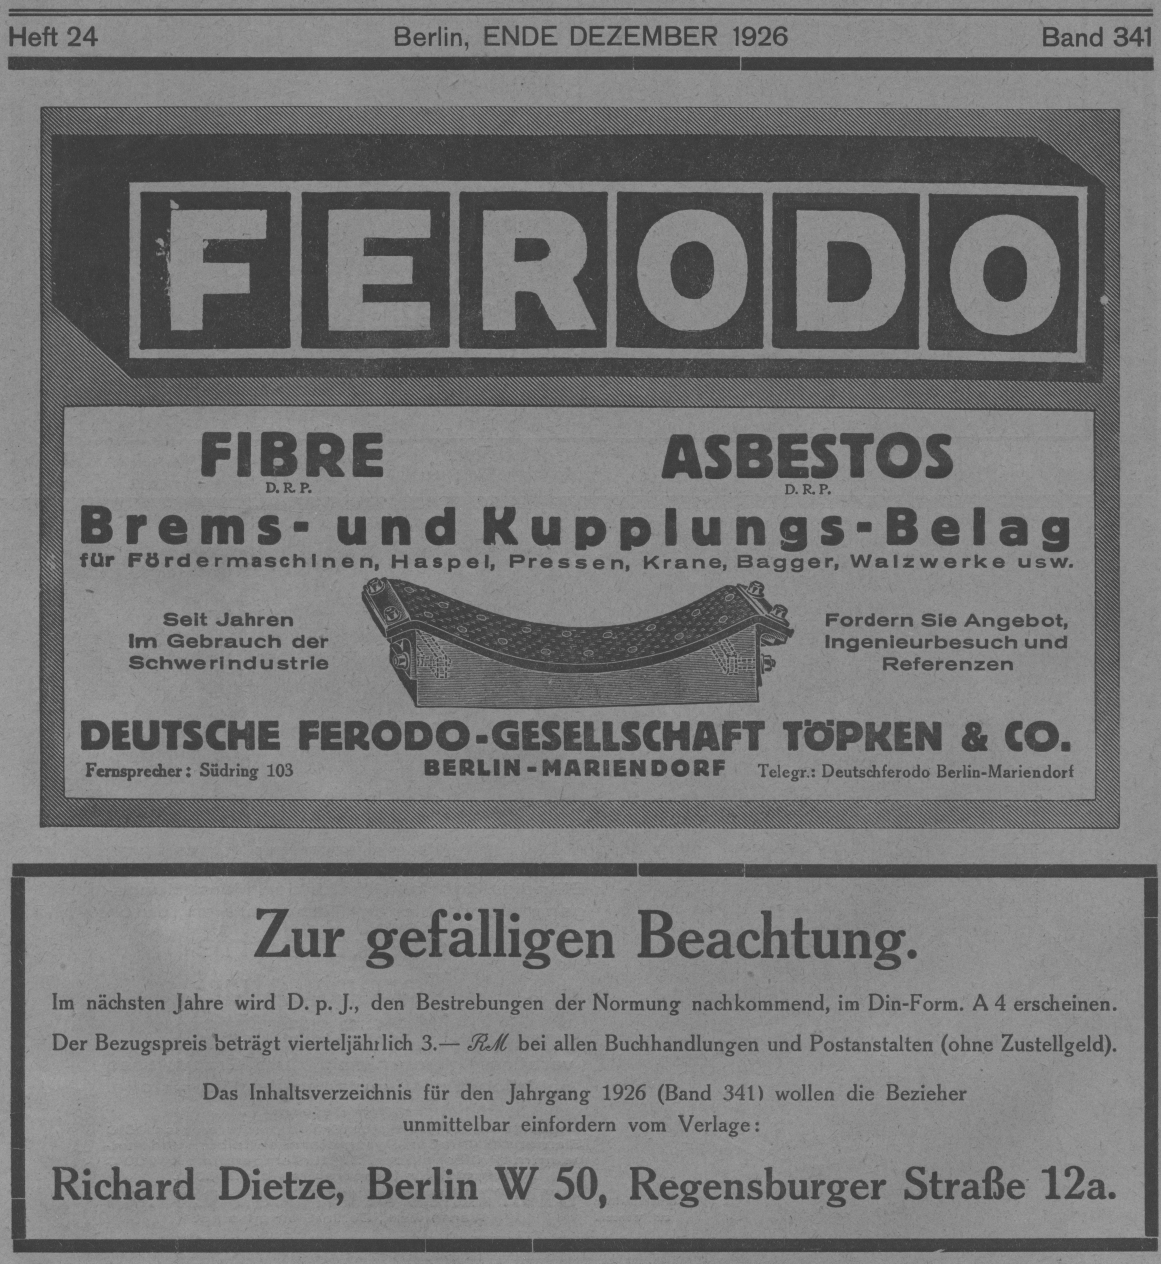 Heft 24 Berlin, ENDE DEZEMBER 1926 Band 341
FERODO
FIBRE ASBESTOS
D. R. P. D. R. P.
Brems- und Kupplungs-Belag
für Fördermaschinen, Haspel, Pressen, Krane, Bagger, Walzwerke usw.
Seit Jahren
im Gebrauch der
Schwerindustrie
Fordern Sie Angebot,
Ingenieurbesuch und
Referenzen
DEUTSCHE FERODO-GESELLSCHAFT TÖPKEN & CO.
Fernsprecher: Südring 103 BERLIN-MARIENDORF Telegr.: Deutschferodo Berlin-Mariendorf
Zur gefälligen Beachtung.
Im nächsten Jahre wird D. p. J., den Bestrebungen der Normung nachkommend, im Din-Form. A 4 erscheinen.
Der Bezugspreis beträgt vierteljährlich 3.— RM bei allen Buchhandlungen und Postanstalten (ohne Zustellgeld).
Das Inhaltsverzeichnis für den Jahrgang 1926 (Band 341) wollen die Bezieher
unmittelbar einfordern vom Verlage:
Richard Dietze, Berlin W 50, Regensburger Straße 12a.